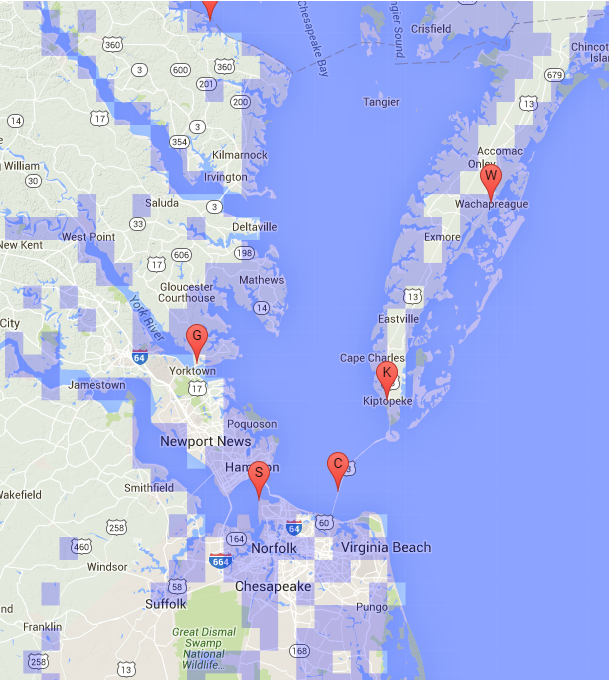 Chesapeake Bay
Tangier Sound
Crisfield
360
3
600
360
201
679
Chincot
Islan
13
17
200
Tangier
14
3
354
Accomac
Onley
Kilmarnock
William
Irvington
W
30
Saluda
3
Wachapreague
33
Deltaville
West Point
New Kent
Exmore
198
606
17
Mathews
Gloucester
Courthouse
14
13
York River
City
Eastville
G
64
Cape Charles
Yorktown
K
Jamestown
17
Kiptopeke
Poquoson
Newport News
Hampton
S
C
Smithfield
Wakefield
258
60
64
164
460
Norfolk
Virginia Beach
Windsor
664
58
Chesapeake
Suffolk
Pungo
nd
Franklin
Great Dismal
Swamp
National
Wildlife...
168
258
13